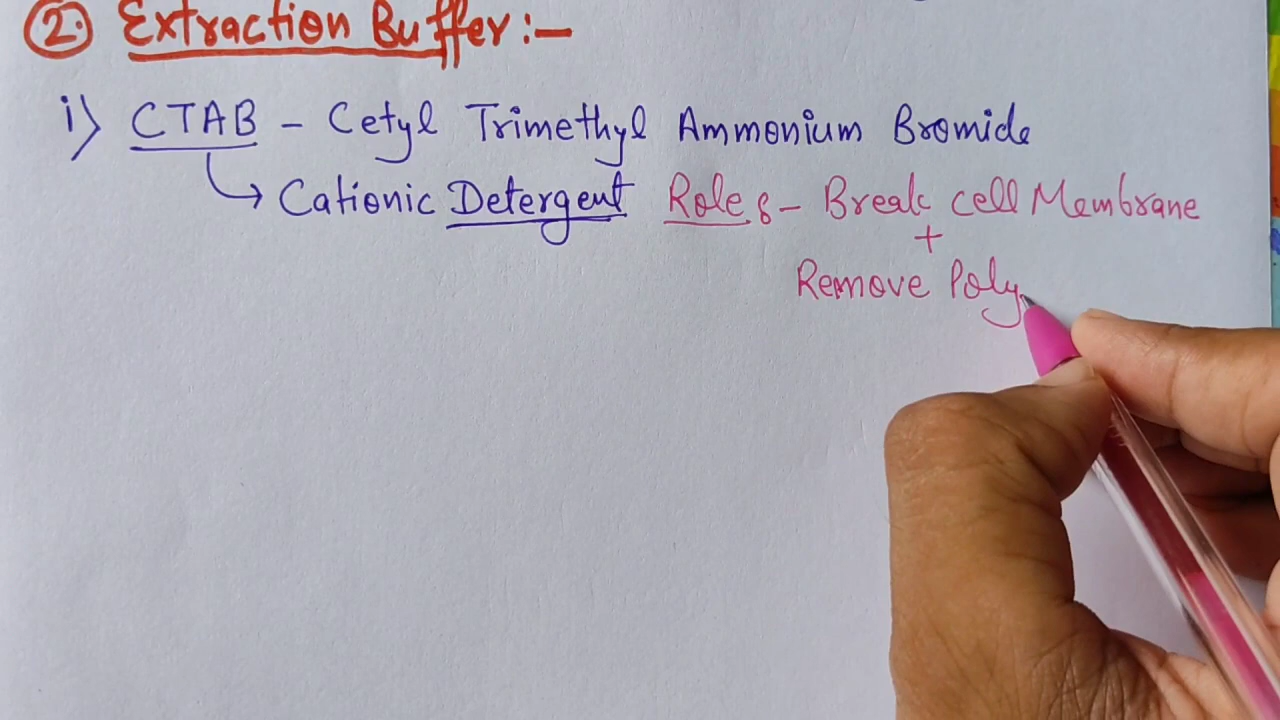 2. Extraction Buffer:-
i) CTAB - Cetyl Trimethyl Ammonium Bromide
→ Cationic Detergent Role :- Break cell Membrane
+
Remove Poly